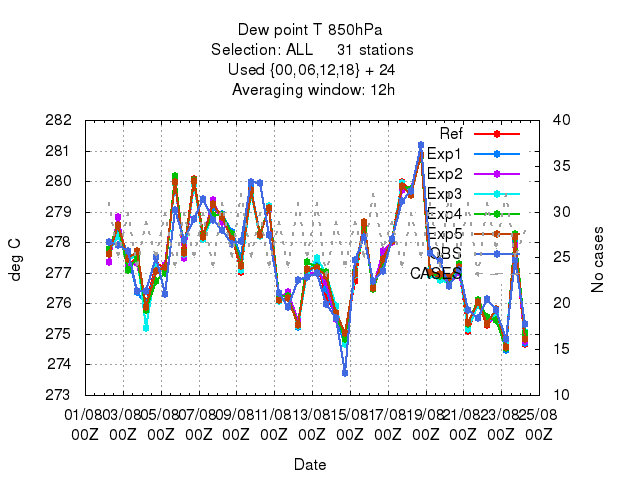 Dew point T 850hPa
Selection: ALL 31 stations
Used {00,06,12,18} + 24
Averaging window: 12h
deg C
282
281
280
279
278
277
276
275
274
273
No cases
40
35
30
25
20
15
10
Ref
Exp1
Exp2
Exp3
Exp4
Exp5
OBS
CASES
01/08 03/08 05/08 07/08 09/08 11/08 13/08 15/08 17/08 19/08 21/08 23/08 25/08
00Z 00Z 00Z 00Z 00Z 00Z 00Z 00Z 00Z 00Z 00Z 00Z 00Z
Date